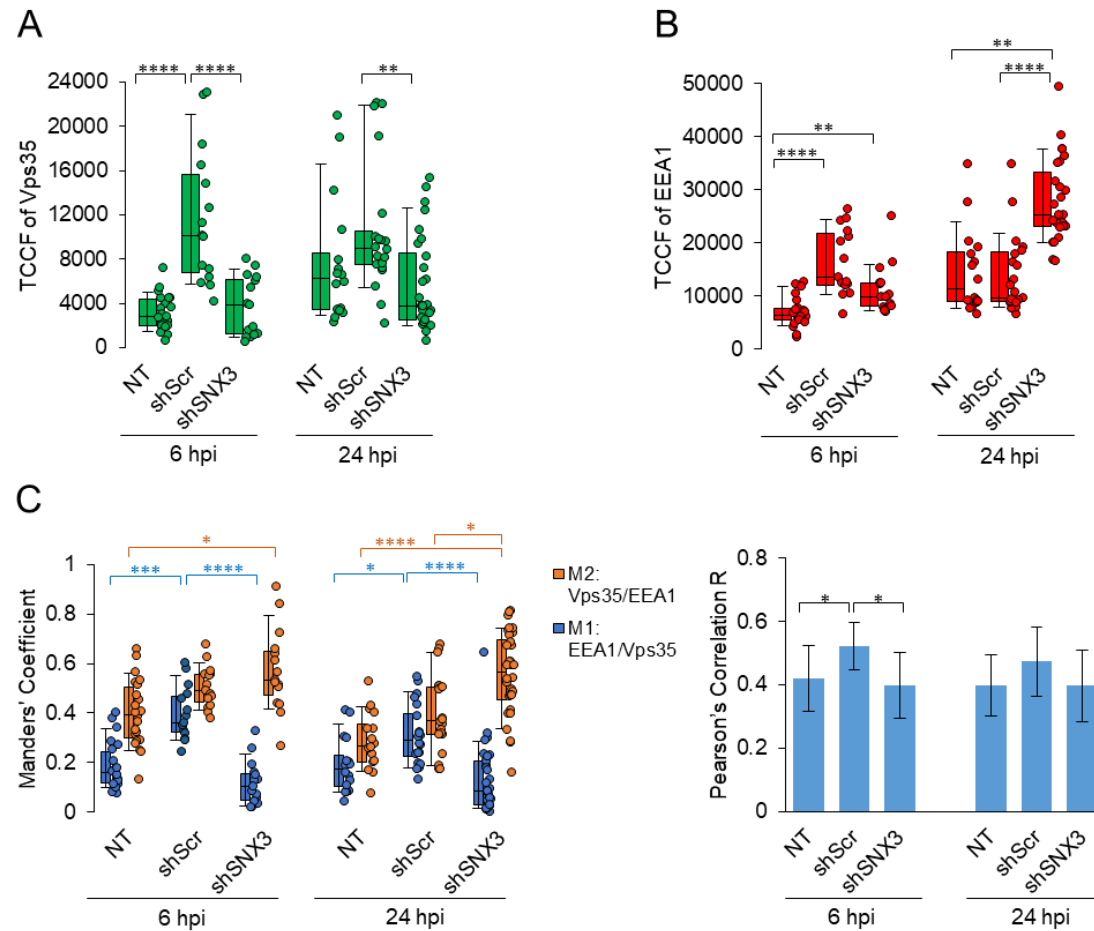 A
TCCF of Vps35
24000
20000
16000
12000
8000
4000
0
**** ****
**
NT
shScr
shSNX3
NT
shScr
shSNX3
6 hpi
24 hpi
B
TCCF of EEA1
50000
40000
30000
20000
10000
0
**
****
**
****
NT
shScr
shSNX3
NT
shScr
shSNX3
6 hpi
24 hpi
C
Manders' Coefficient
1
0.8
0.6
0.4
0.2
0
*
*** ****
*
****
* ****
NT
shScr
shSNX3
NT
shScr
shSNX3
6 hpi
24 hpi
M2:
Vps35/EEA1
M1:
EEA1/Vps35
Pearson's Correlation R
0.8
0.6
0.4
0.2
0
* *
NT
shScr
shSNX3
NT
shScr
shSNX3
6 hpi
24 hpi